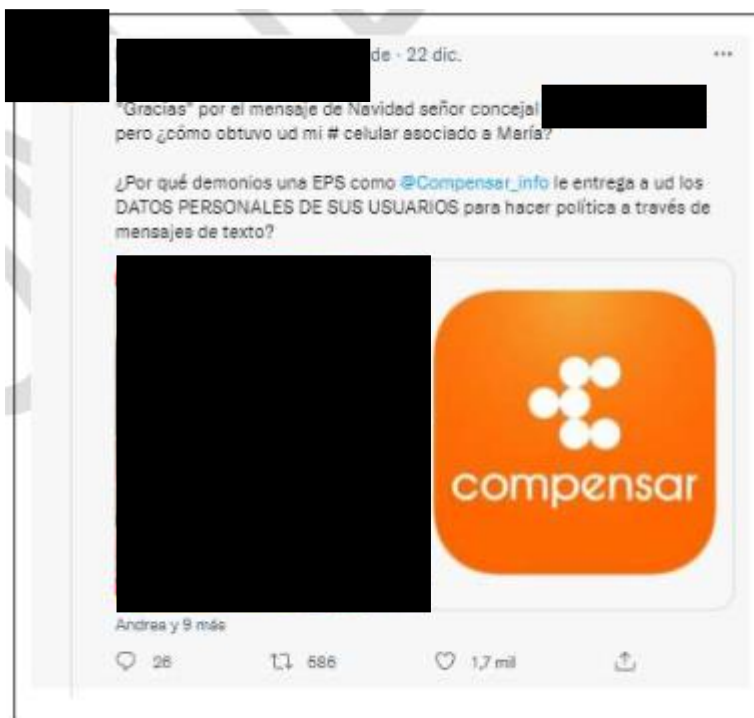 de · 22 dic.
"Gracias" por el mensaje de Navidad señor concejal
pero ¿cómo obtuvo ud mi # celular asociado a María?
¿Por qué demonios una EPS como @Compensar_info le entrega a ud los
DATOS PERSONALES DE SUS USUARIOS para hacer política a través de
mensajes de texto?
compensar
Andrea y 9 más
26 586 1,7 mil